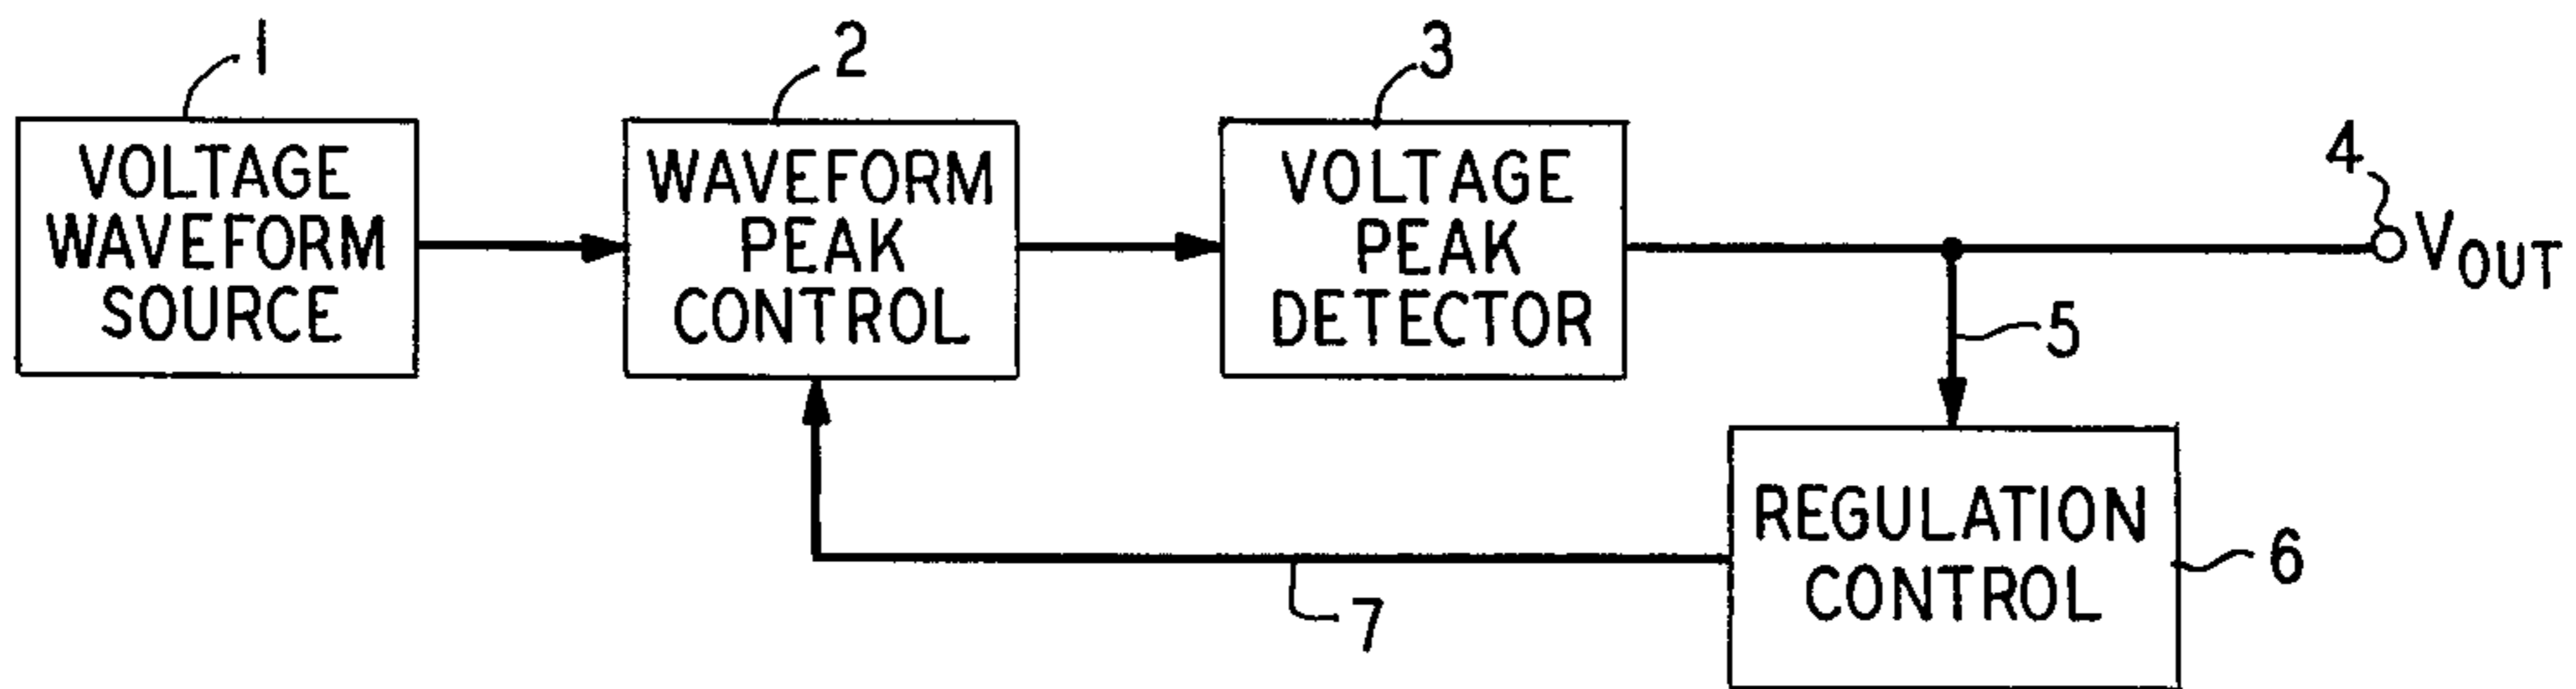 1
2
3
VOLTAGE
WAVEFORM
SOURCE
WAVEFORM
PEAK
CONTROL
VOLTAGE
PEAK
DETECTOR
4
VOUT
5
REGULATION
CONTROL
6
7